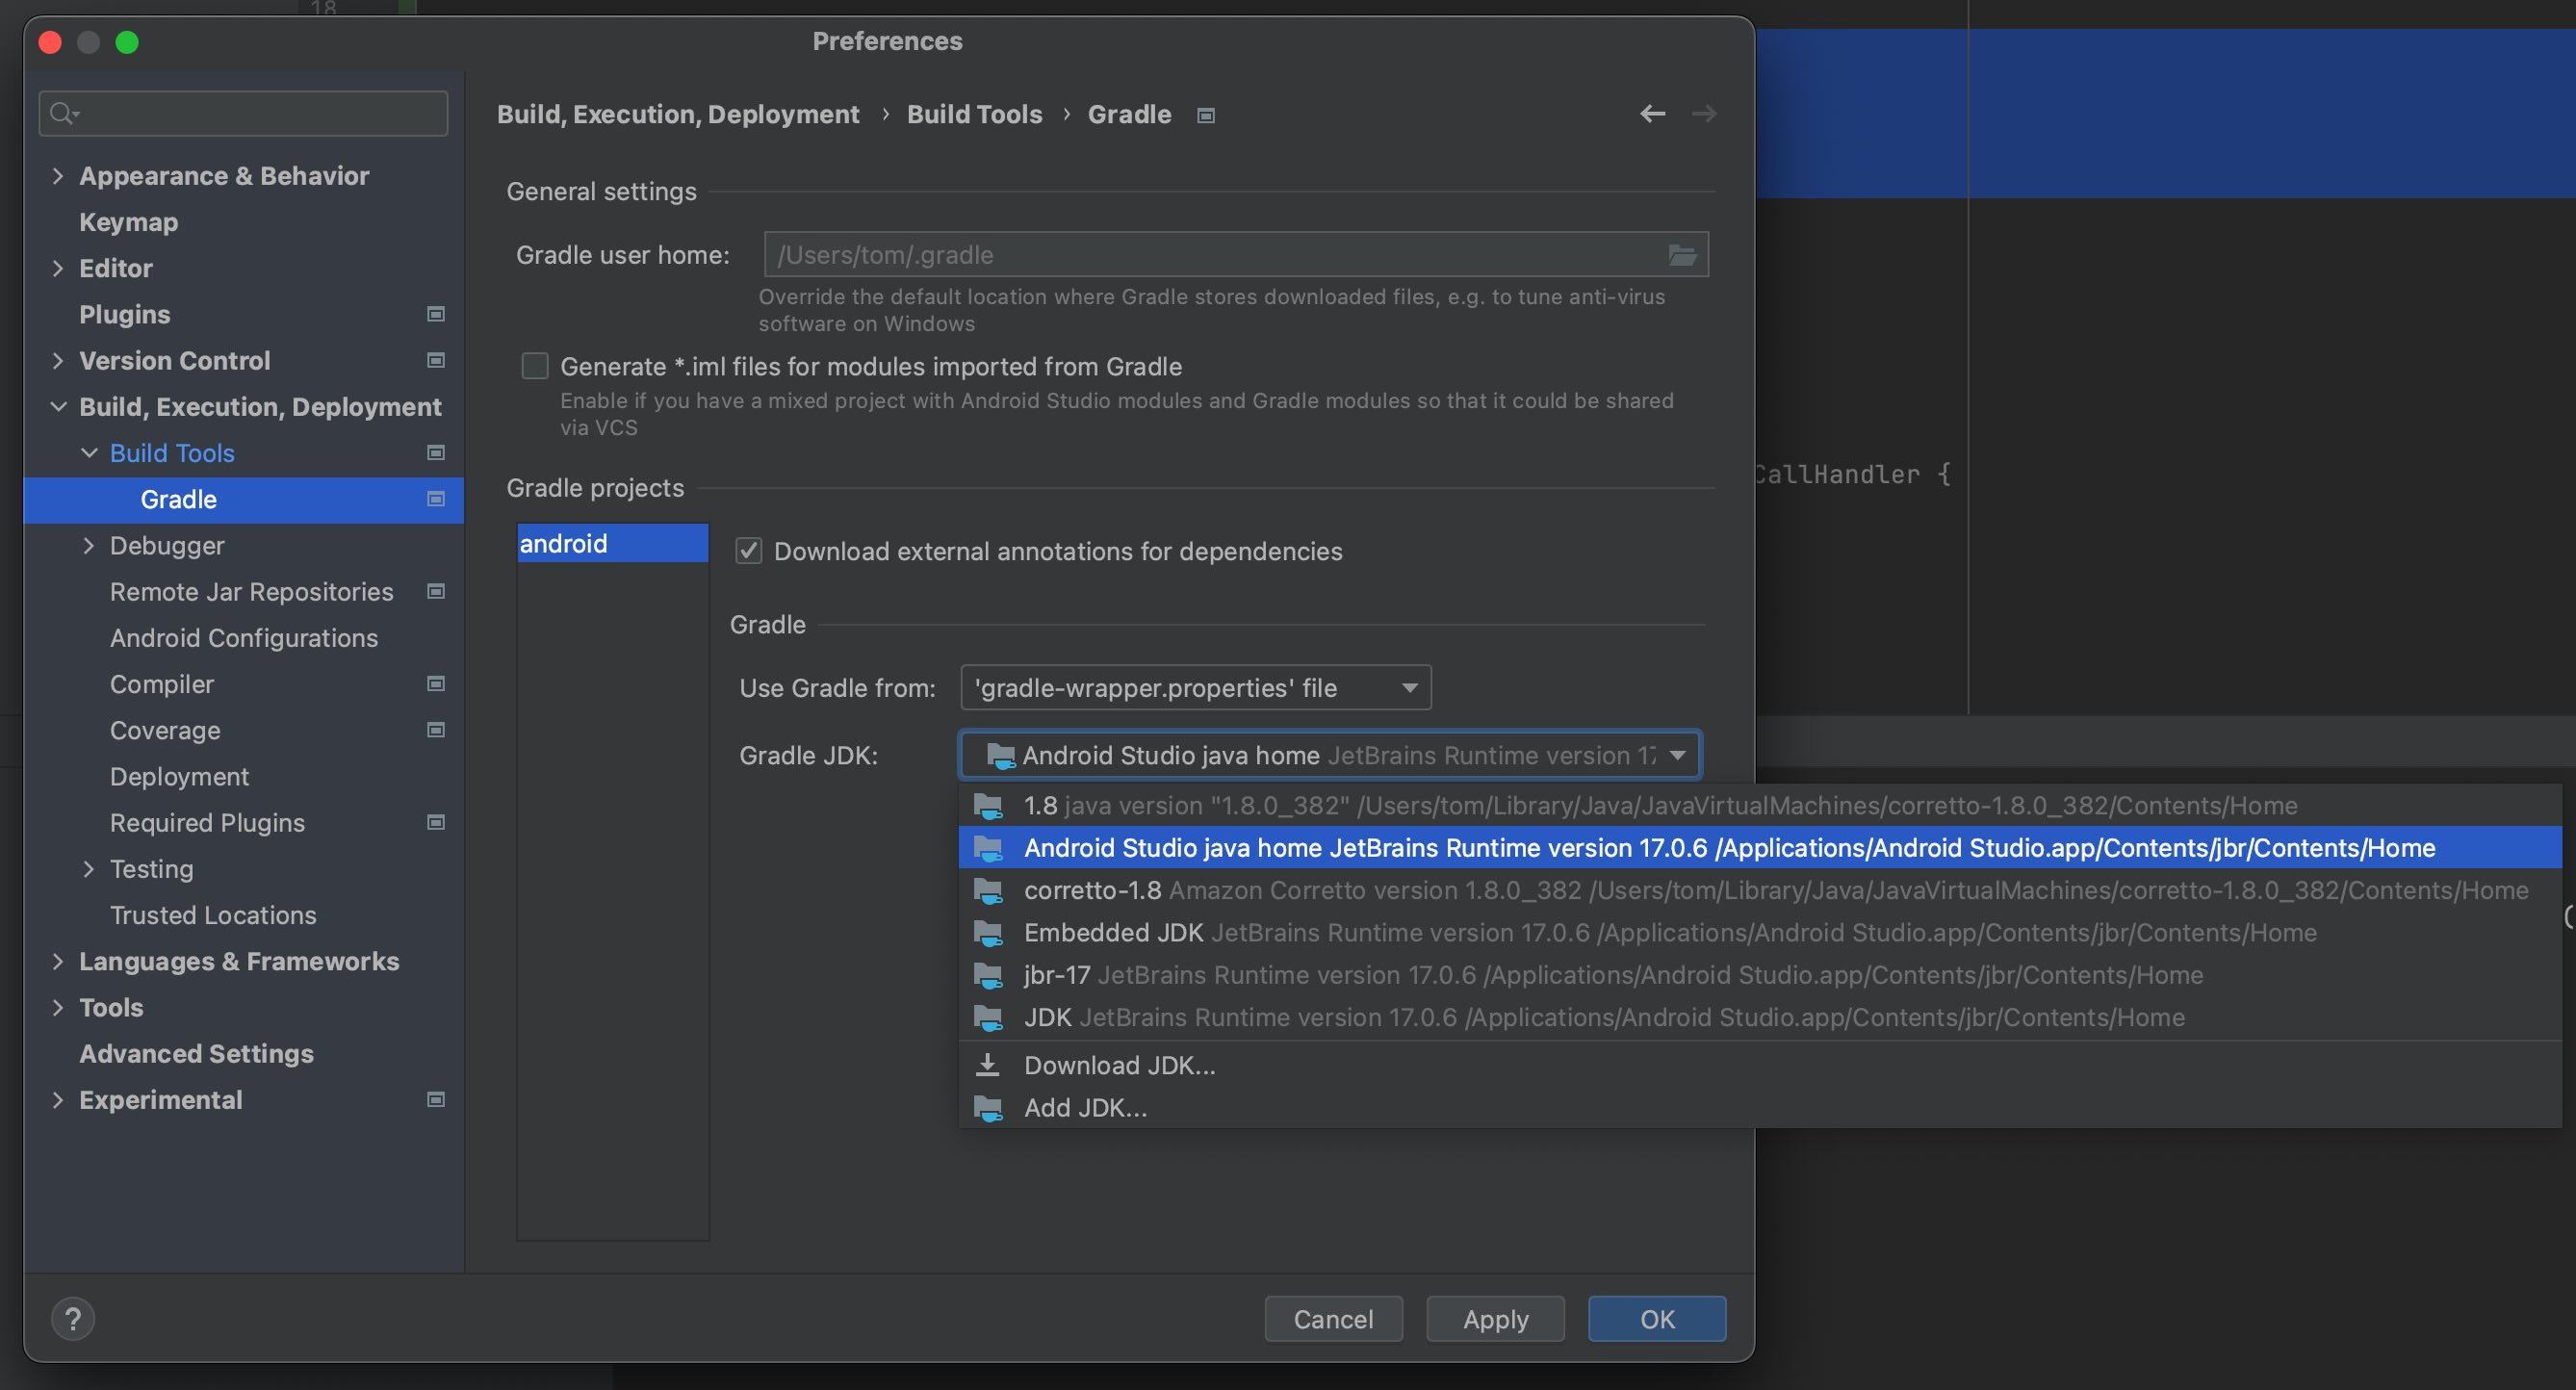 18
Preferences
Appearance & Behavior
Keymap
Editor
Plugins
Version Control
Build, Execution, Deployment
Build Tools
Gradle
Debugger
Remote Jar Repositories
Android Configurations
Compiler
Coverage
Deployment
Required Plugins
Testing
Trusted Locations
Languages & Frameworks
Tools
Advanced Settings
Experimental
Build, Execution, Deployment › Build Tools › Gradle
General settings
Gradle user home: /Users/tom/.gradle
Override the default location where Gradle stores downloaded files, e.g. to tune anti-virus
software on Windows
Generate *.iml files for modules imported from Gradle
Enable if you have a mixed project with Android Studio modules and Gradle modules so that it could be shared
via VCS
Gradle projects
android
Download external annotations for dependencies
Gradle
Use Gradle from: 'gradle-wrapper.properties' file
Gradle JDK: Android Studio java home JetBrains Runtime version 17
1.8 java version "1.8.0_382" /Users/tom/Library/Java/JavaVirtualMachines/corretto-1.8.0_382/Contents/Home
Android Studio java home JetBrains Runtime version 17.0.6 /Applications/Android Studio.app/Contents/jbr/Contents/Home
corretto-1.8 Amazon Corretto version 1.8.0_382 /Users/tom/Library/Java/JavaVirtualMachines/corretto-1.8.0_382/Contents/Home
Embedded JDK JetBrains Runtime version 17.0.6 /Applications/Android Studio.app/Contents/jbr/Contents/Home
jbr-17 JetBrains Runtime version 17.0.6 /Applications/Android Studio.app/Contents/jbr/Contents/Home
JDK JetBrains Runtime version 17.0.6 /Applications/Android Studio.app/Contents/jbr/Contents/Home
Download JDK...
Add JDK...
CallHandler {
?
Cancel
Apply
OK